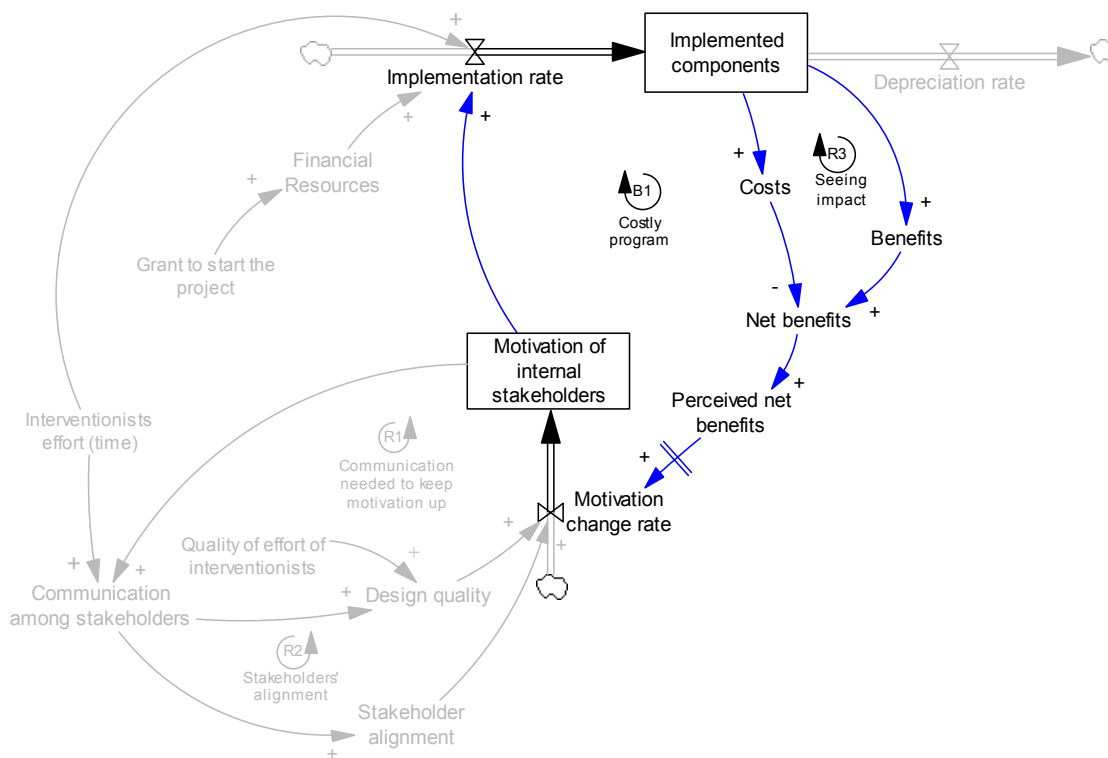 +
Implementation rate
Implemented
components
Depreciation rate
+
+
Financial
Resources
+
Grant to start the
project
B1
Costly
program
+
Costs
R3
Seeing
impact
+
Benefits
-
Net benefits
+
+
Perceived net
benefits
+
Motivation
change rate
Motivation of
internal
stakeholders
Interventionists
effort (time)
R1
Communication
needed to keep
motivation up
+
+
Quality of effort of
interventionists
+
+
+
Communication
among stakeholders
+
Design quality
R2
Stakeholders'
alignment
Stakeholder
alignment
+